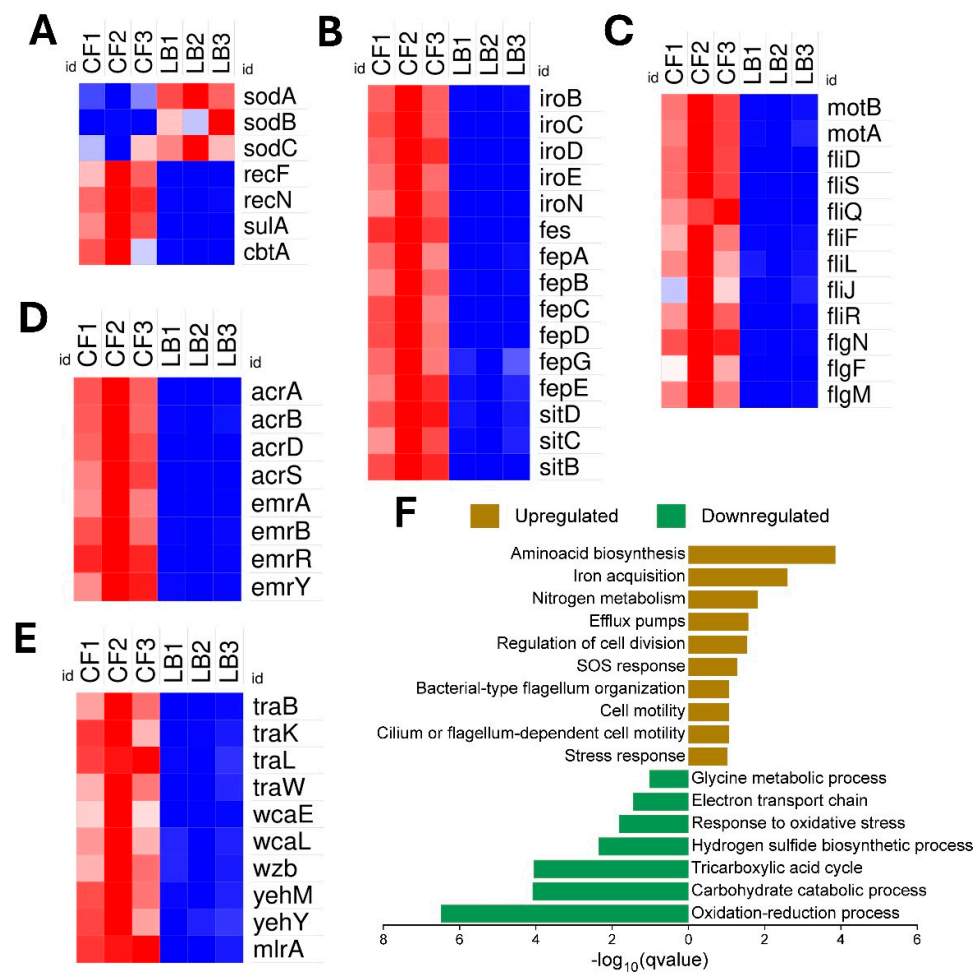 A
CF1 CF2 CF3 LB1 LB2 LB3
id id
sodA
sodB
sodC
recF
recN
sulA
cbtA
B
CF1 CF2 CF3 LB1 LB2 LB3
id id
iroB
iroC
iroD
iroE
iroN
fes
fepA
fepB
fepC
fepD
fepG
fepE
sitD
sitC
sitB
C
CF1 CF2 CF3 LB1 LB2 LB3
id id
motB
motA
fliD
fliS
fliQ
fliF
fliL
fliJ
fliR
flgN
flgF
flgM
D
CF1 CF2 CF3 LB1 LB2 LB3
id id
acrA
acrB
acrD
acrS
emrA
emrB
emrR
emrY
E
CF1 CF2 CF3 LB1 LB2 LB3
id id
traB
traK
traL
traW
wcaE
wcaL
wzb
yehM
yehY
mlrA
F
Upregulated Downregulated
Aminoacid biosynthesis
Iron acquisition
Nitrogen metabolism
Efflux pumps
Regulation of cell division
SOS response
Bacterial-type flagellum organization
Cell motility
Cilium or flagellum-dependent cell motility
Stress response
Glycine metabolic process
Electron transport chain
Response to oxidative stress
Hydrogen sulfide biosynthetic process
Tricarboxylic acid cycle
Carbohydrate catabolic process
Oxidation-reduction process
8 6 4 2 0 2 4 6
-log10(qvalue)